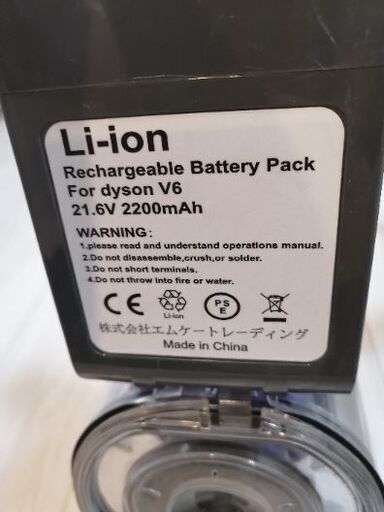 Li-ion
Rechargeable Battery Pack
For dyson V6
21.6V 2200mAh
WARNING:
1.please read and understand operations manual.
2.Do not disassemble,crush,or solder.
3.Do not short terminals.
4.Do not throw into fire or water.
CE Li-ion PS E
株式会社エムケートレーディング
Made in China